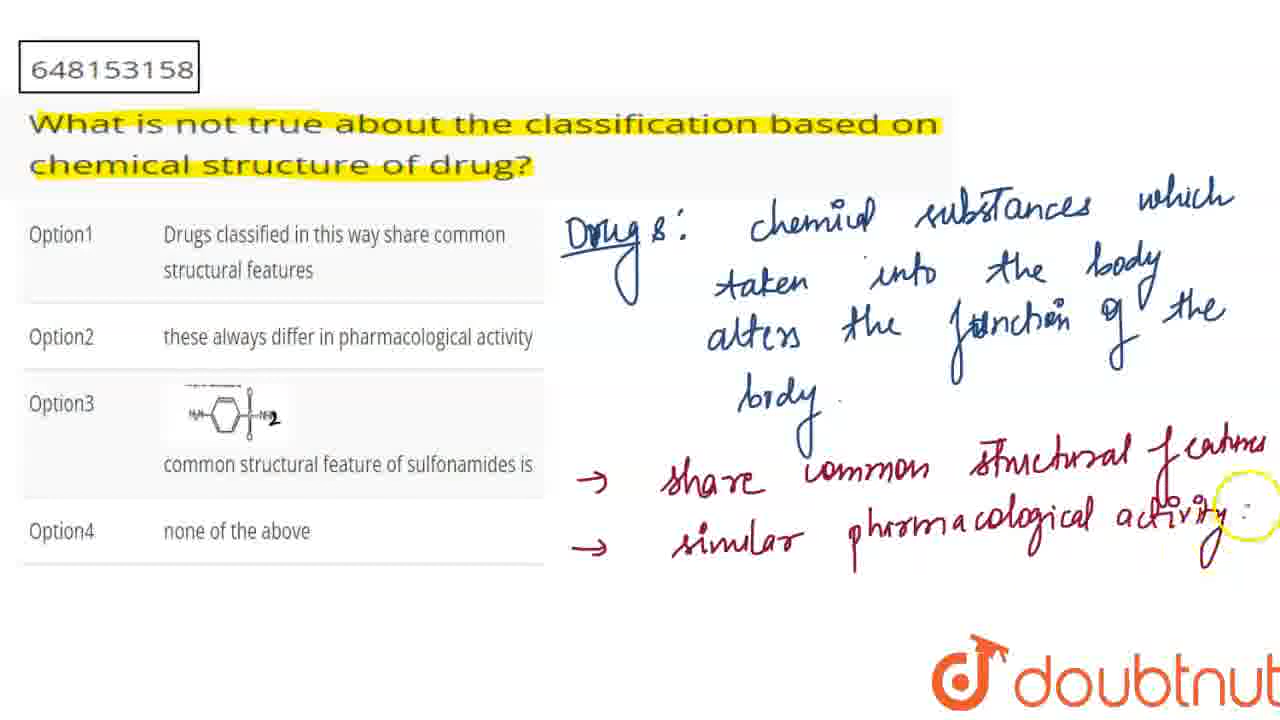 648153158
What is not true about the classification based on
chemical structure of drug?
Option1 Drugs classified in this way share common
structural features
Option2 these always differ in pharmacological activity
Option3
common structural feature of sulfonamides is
Option4 none of the above
Drugs: chemical substances which
taken into the body
alters the function of the
body.
→ share common structural features
→ similar pharmacological activity.
doubtnut